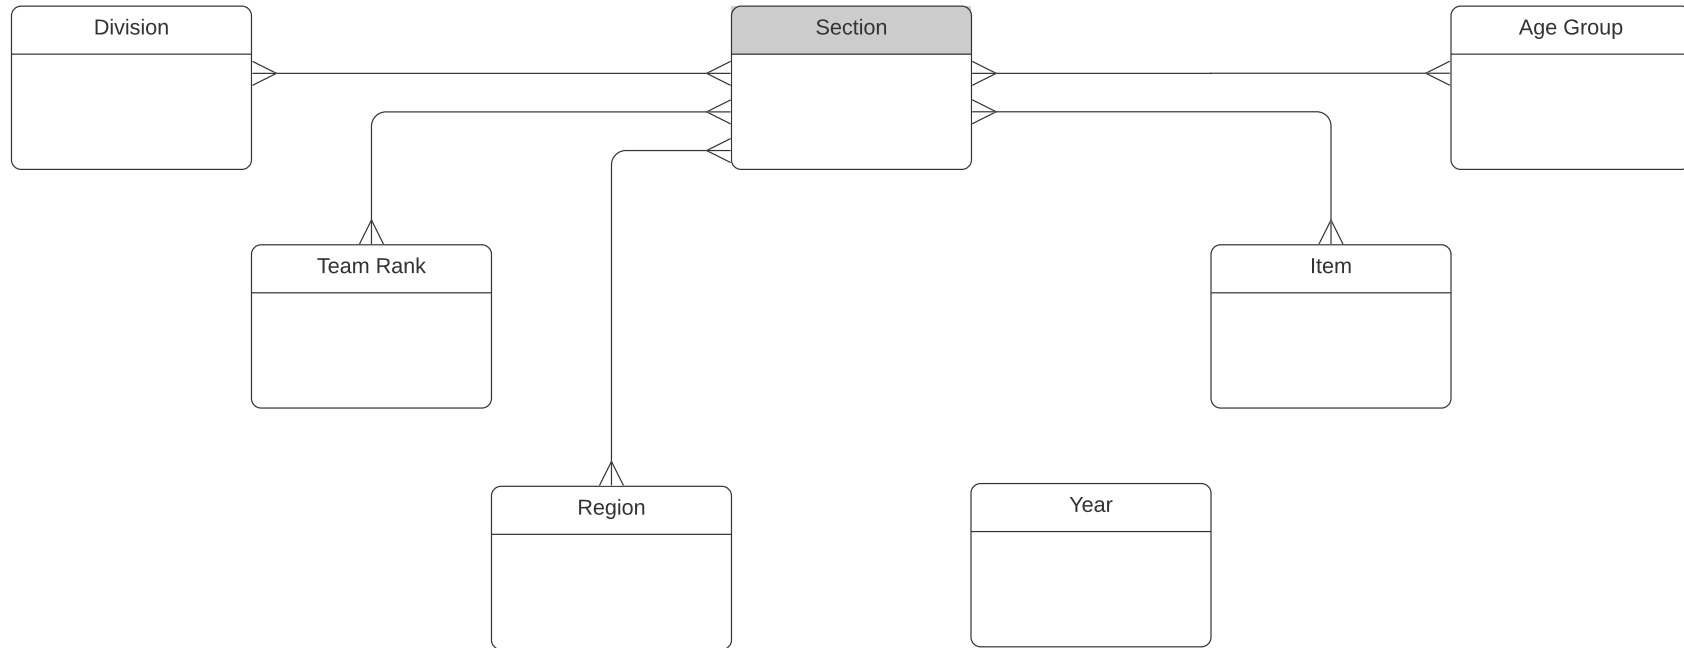 Division
Section
Age Group
Team Rank
Item
Region
Year